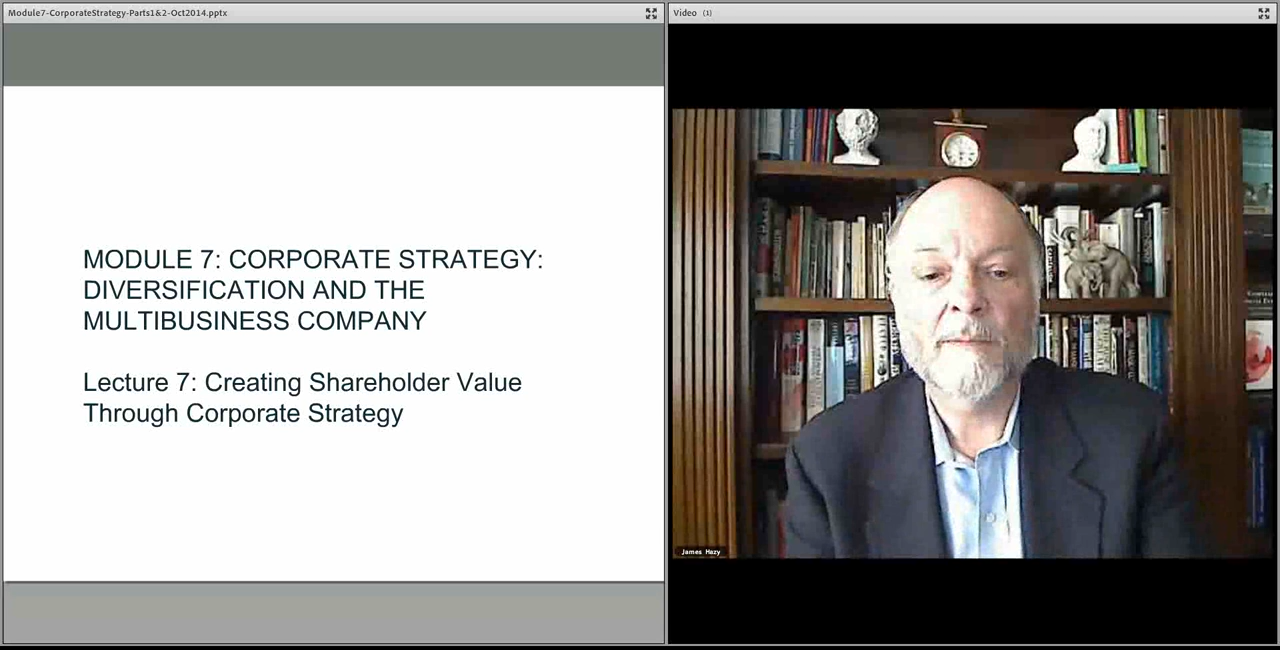 Module7-CorporateStrategy-Parts1&2-Oct2014.pptx
Video (1)
MODULE 7: CORPORATE STRATEGY:
DIVERSIFICATION AND THE
MULTIBUSINESS COMPANY
Lecture 7: Creating Shareholder Value
Through Corporate Strategy
James Hazy